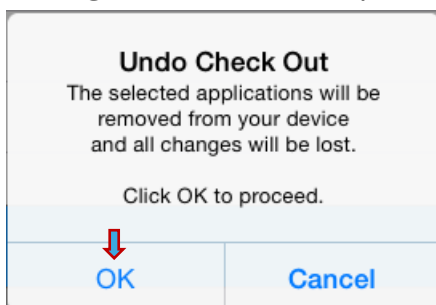 Undo Check Out
The selected applications will be
removed from your device
and all changes will be lost.
Click OK to proceed.
OK
Cancel